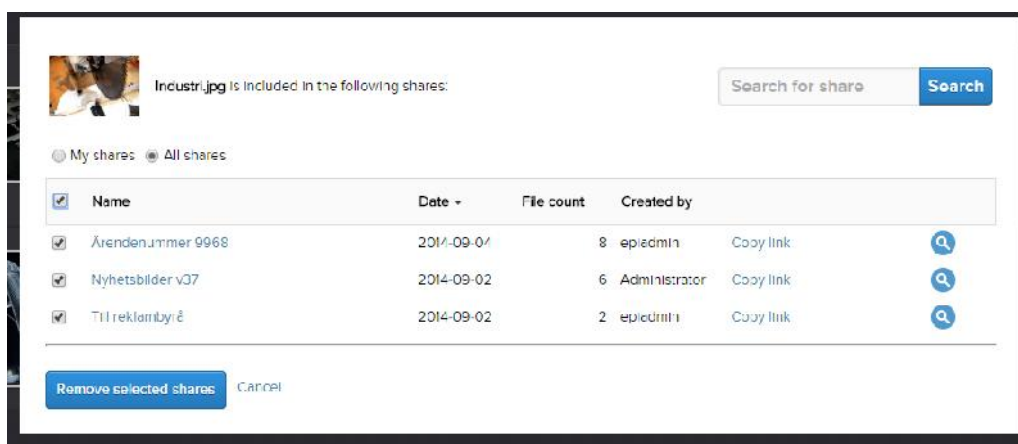 Industri.jpg is included in the following shares:
Search for share Search
My shares All shares
Name Date File count Created by
Ärendenummer 9968 2014-09-04 8 epiadmin Copy link
Nyhetsbilder v37 2014-09-02 6 Administrator Copy link
Till reklambyrå 2014-09-02 2 epiadmin Copy link
Remove selected shares Cancel